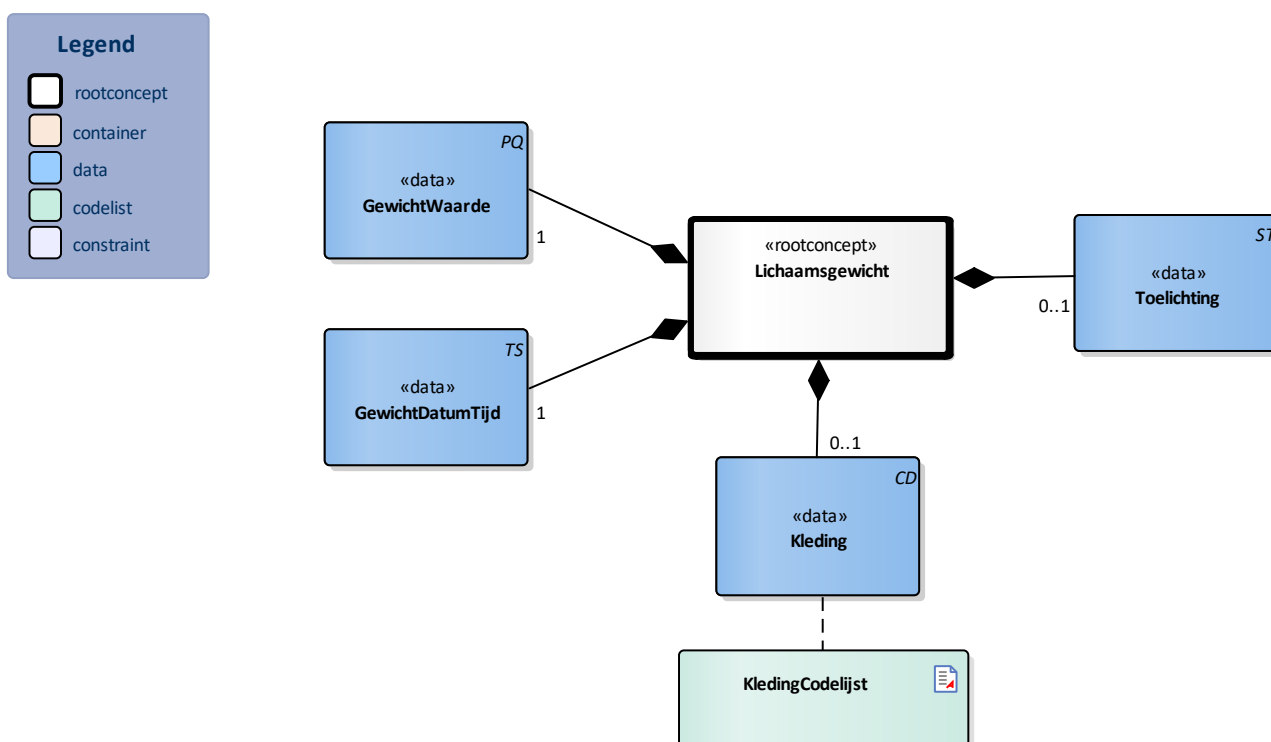 Legend
rootconcept
container
data
codelist
constraint
PQ
«data»
GewichtWaarde
1
TS
«data»
GewichtDatumTijd
1
«rootconcept»
Lichaamsgewicht
ST
«data»
Toelichting
0..1
0..1
CD
«data»
Kleding
KledingCodelijst